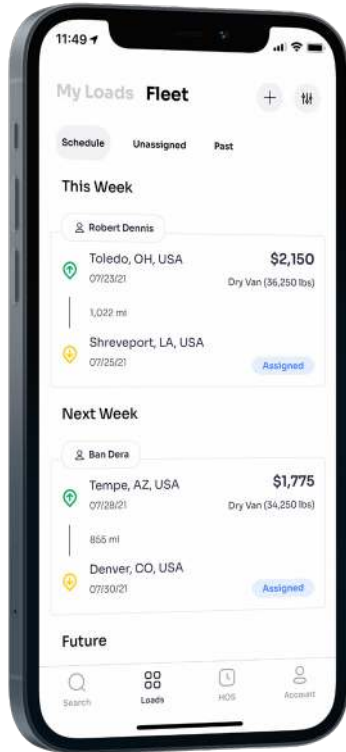 11:49
My Loads Fleet
Schedule Unassigned Past
This Week
Robert Dennis
Toledo, OH, USA $2,150
07/23/21 Dry Van (36,250 lbs)
1,022 mi
Shreveport, LA, USA
07/25/21 Assigned
Next Week
Ban Dera
Tempe, AZ, USA $1,775
07/28/21 Dry Van (34,250 lbs)
855 mi
Denver, CO, USA
07/30/21 Assigned
Future
Search Loads HOS Account